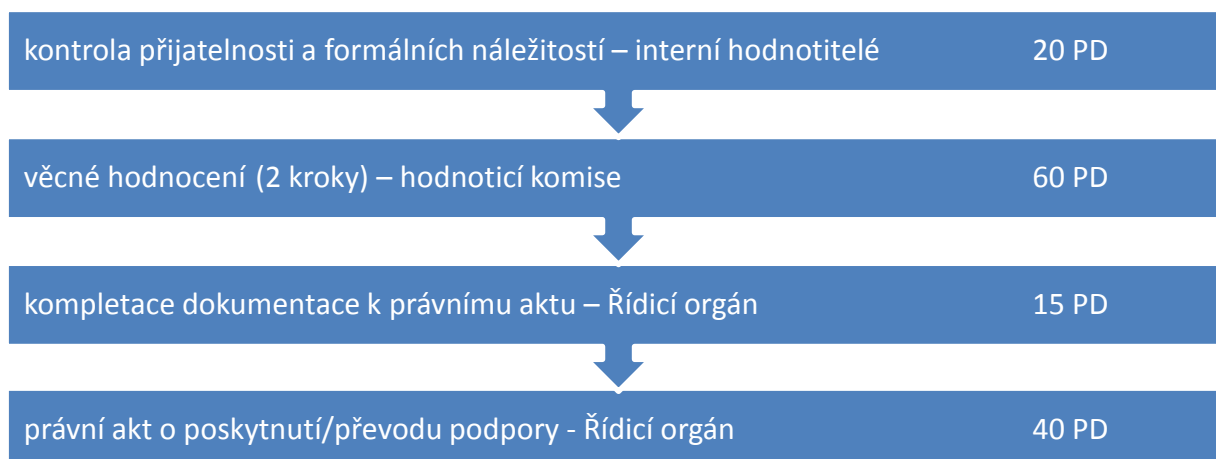 kontrola přijatelnosti a formálních náležitostí – interní hodnotitelé 20 PD
věcné hodnocení (2 kroky) – hodnoticí komise 60 PD
kompletace dokumentace k právnímu aktu – Řídicí orgán 15 PD
právní akt o poskytnutí/převodu podpory - Řídicí orgán 40 PD